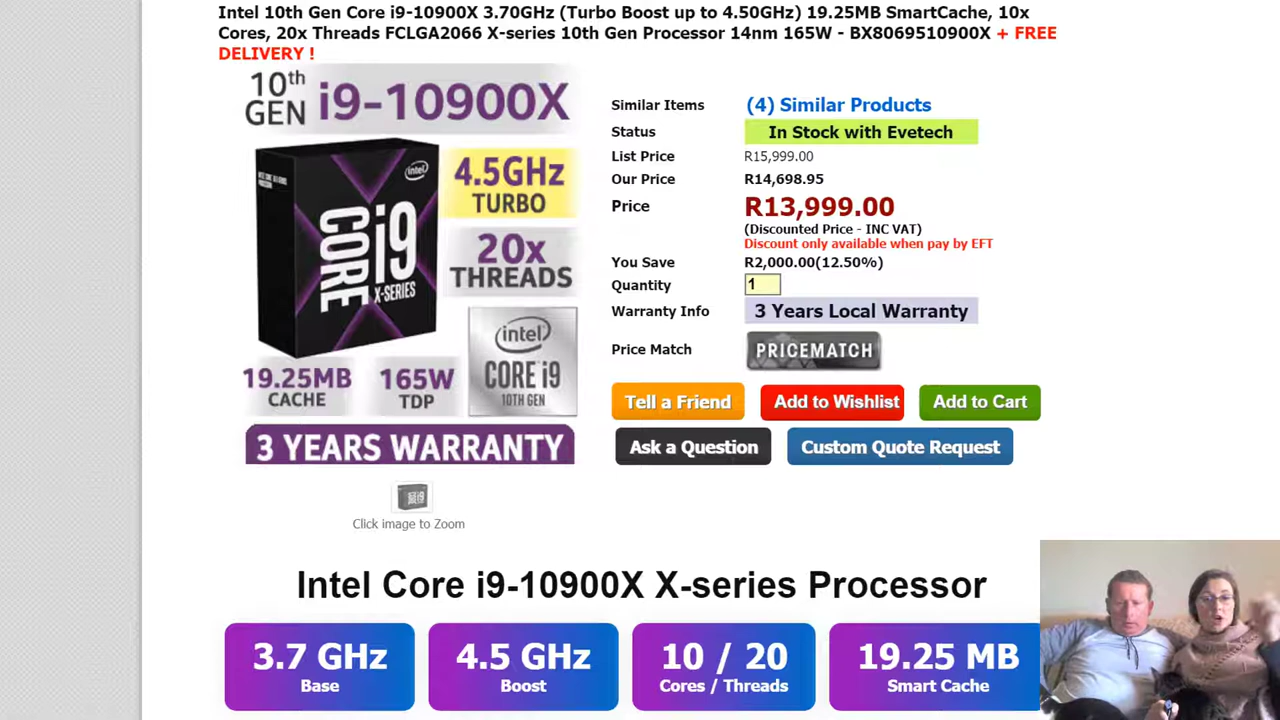 Intel 10th Gen Core i9-10900X 3.70GHz (Turbo Boost up to 4.50GHz) 19.25MB SmartCache, 10x
Cores, 20x Threads FCLGA2066 X-series 10th Gen Processor 14nm 165W - BX8069510900X + FREE
DELIVERY !
10th GEN i9-10900X
intel
CORE i9
X-SERIES
4.5GHz
TURBO
20x
THREADS
intel
CORE i9
10TH GEN
19.25MB
CACHE
165W
TDP
3 YEARS WARRANTY
Click image to Zoom
Similar Items (4) Similar Products
Status In Stock with Evetech
List Price R15,999.00
Our Price R14,698.95
Price R13,999.00
(Discounted Price - INC VAT)
Discount only available when pay by EFT
You Save R2,000.00(12.50%)
Quantity 1
Warranty Info 3 Years Local Warranty
Price Match PRICEMATCH
Tell a Friend Add to Wishlist Add to Cart
Ask a Question Custom Quote Request
Intel Core i9-10900X X-series Processor
3.7 GHz
Base
4.5 GHz
Boost
10 / 20
Cores / Threads
19.25 MB
Smart Cache